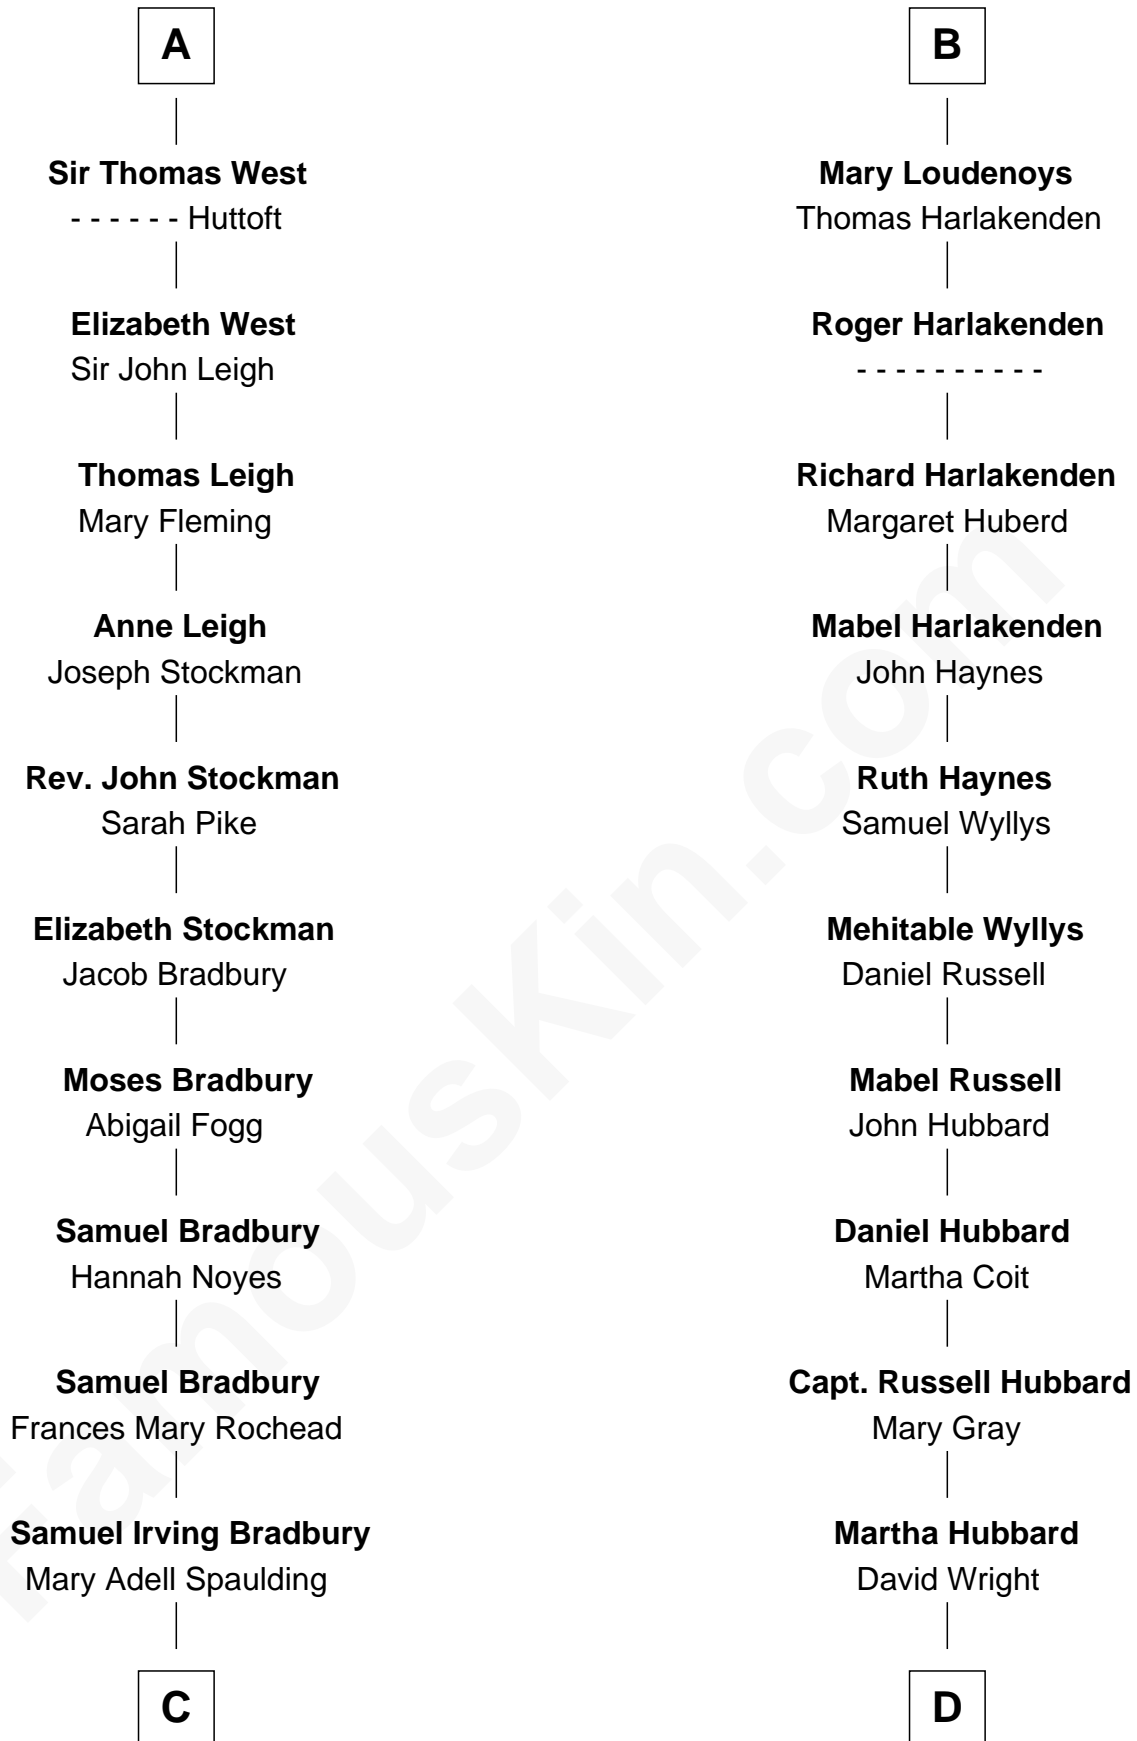 A
Sir Thomas West
- - - - - - Huttoft
Elizabeth West
Sir John Leigh
Thomas Leigh
Mary Fleming
Anne Leigh
Joseph Stockman
Rev. John Stockman
Sarah Pike
Elizabeth Stockman
Jacob Bradbury
Moses Bradbury
Abigail Fogg
Samuel Bradbury
Hannah Noyes
Samuel Bradbury
Frances Mary Rochead
Samuel Irving Bradbury
Mary Adell Spaulding
C
B
Mary Loudenoys
Thomas Harlakenden
Roger Harlakenden
- - - - - - - - - -
Richard Harlakenden
Margaret Huberd
Mabel Harlakenden
John Haynes
Ruth Haynes
Samuel Wyllys
Mehitable Wyllys
Daniel Russell
Mabel Russell
John Hubbard
Daniel Hubbard
Martha Coit
Capt. Russell Hubbard
Mary Gray
Martha Hubbard
David Wright
D
FamousKin.com